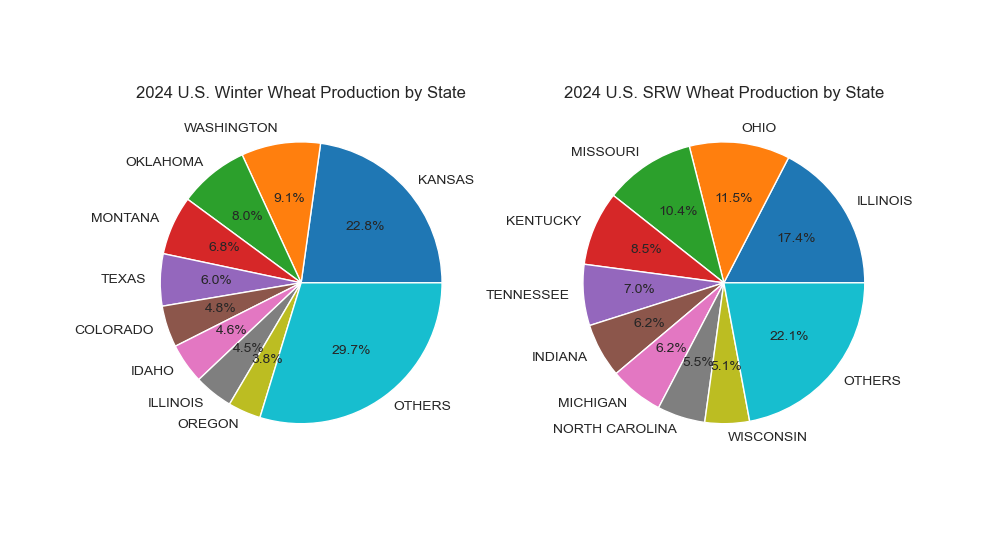 2024 U.S. Winter Wheat Production by State
WASHINGTON
OKLAHOMA
KANSAS
MONTANA
TEXAS
COLORADO
IDAHO
ILLINOIS
OREGON
OTHERS
9.1%
8.0%
22.8%
6.8%
6.0%
4.8%
4.6%
4.5%
3.8%
29.7%
2024 U.S. SRW Wheat Production by State
OHIO
MISSOURI
ILLINOIS
KENTUCKY
TENNESSEE
INDIANA
MICHIGAN
NORTH CAROLINA
WISCONSIN
OTHERS
11.5%
10.4%
17.4%
8.5%
7.0%
6.2%
6.2%
5.5%
5.1%
22.1%